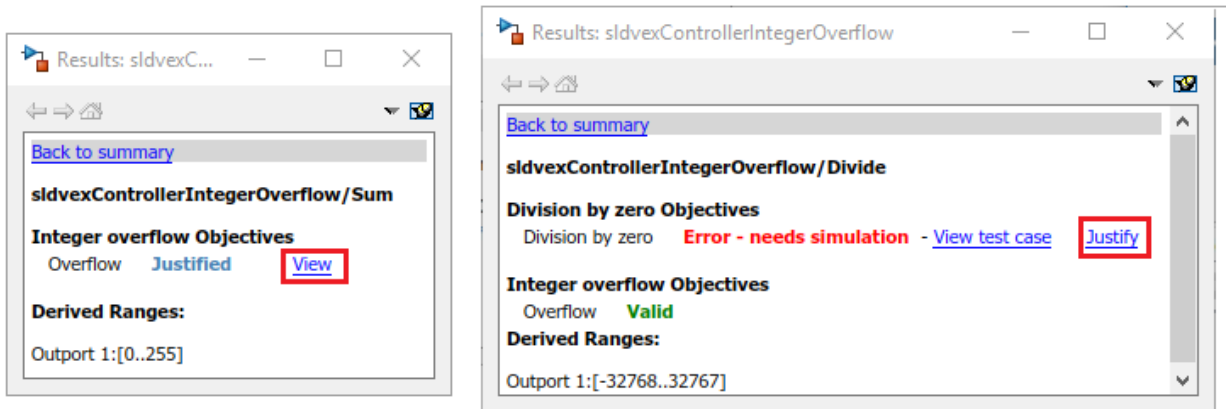 Results: sldvexC...
Back to summary
sldvexControllerIntegerOverflow/Sum
Integer overflow Objectives
Overflow Justified View
Derived Ranges:
Outport 1:[0..255]
Results: sldvexControllerIntegerOverflow
Back to summary
sldvexControllerIntegerOverflow/Divide
Division by zero Objectives
Division by zero Error - needs simulation - View test case Justify
Integer overflow Objectives
Overflow Valid
Derived Ranges:
Outport 1:[-32768..32767]